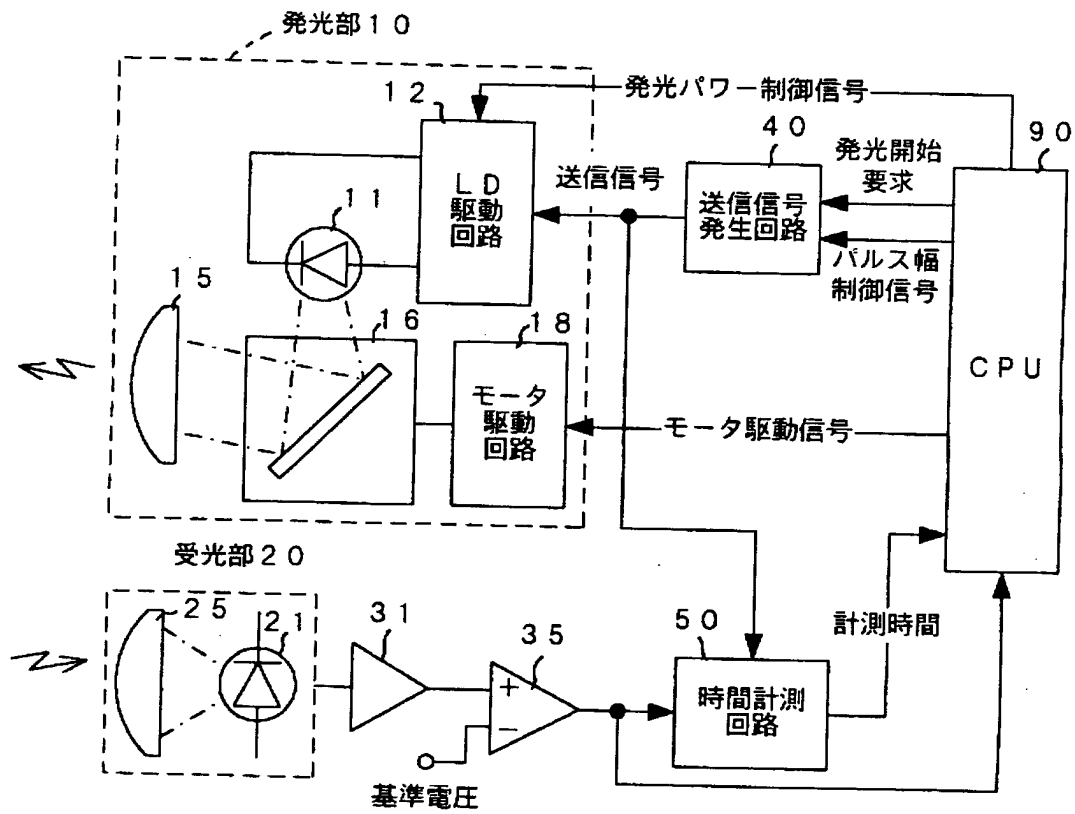 発光部１０
１２
発光パワー制御信号
４０
９０
ＬＤ
駆動
回路
送信信号
送信信号
発生回路
発光開始
要求
パルス幅
制御信号
ＣＰＵ
１１
１５
１６
１８
モータ
駆動
回路
モータ駆動信号
受光部２０
２５
２１
３１
３５
５０
計測時間
＋
－
時間計測
回路
基準電圧